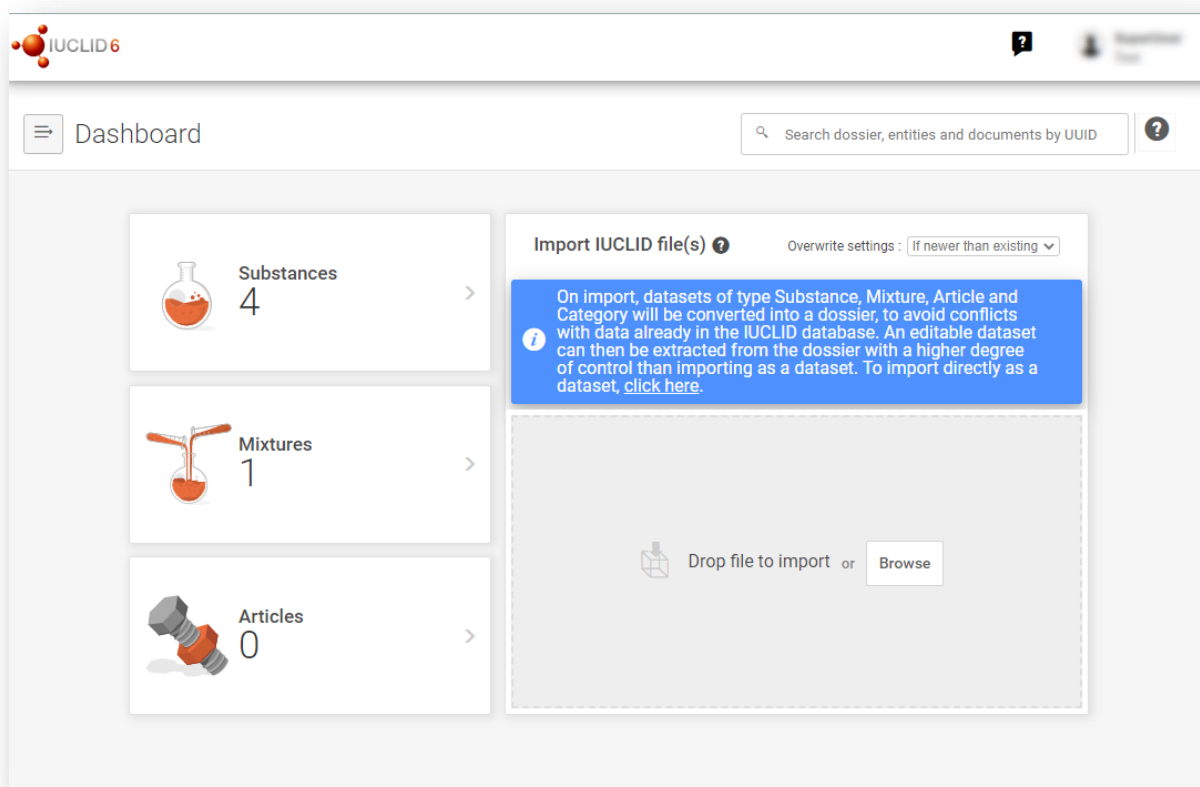 IUCLID 6
Dashboard
Search dossier, entities and documents by UUID
Substances
4
Mixtures
1
Articles
0
Import IUCLID file(s)
Overwrite settings : If newer than existing
On import, datasets of type Substance, Mixture, Article and
Category will be converted into a dossier, to avoid conflicts
with data already in the IUCLID database. An editable dataset
can then be extracted from the dossier with a higher degree
of control than importing as a dataset. To import directly as a
dataset, click here.
Drop file to import or Browse